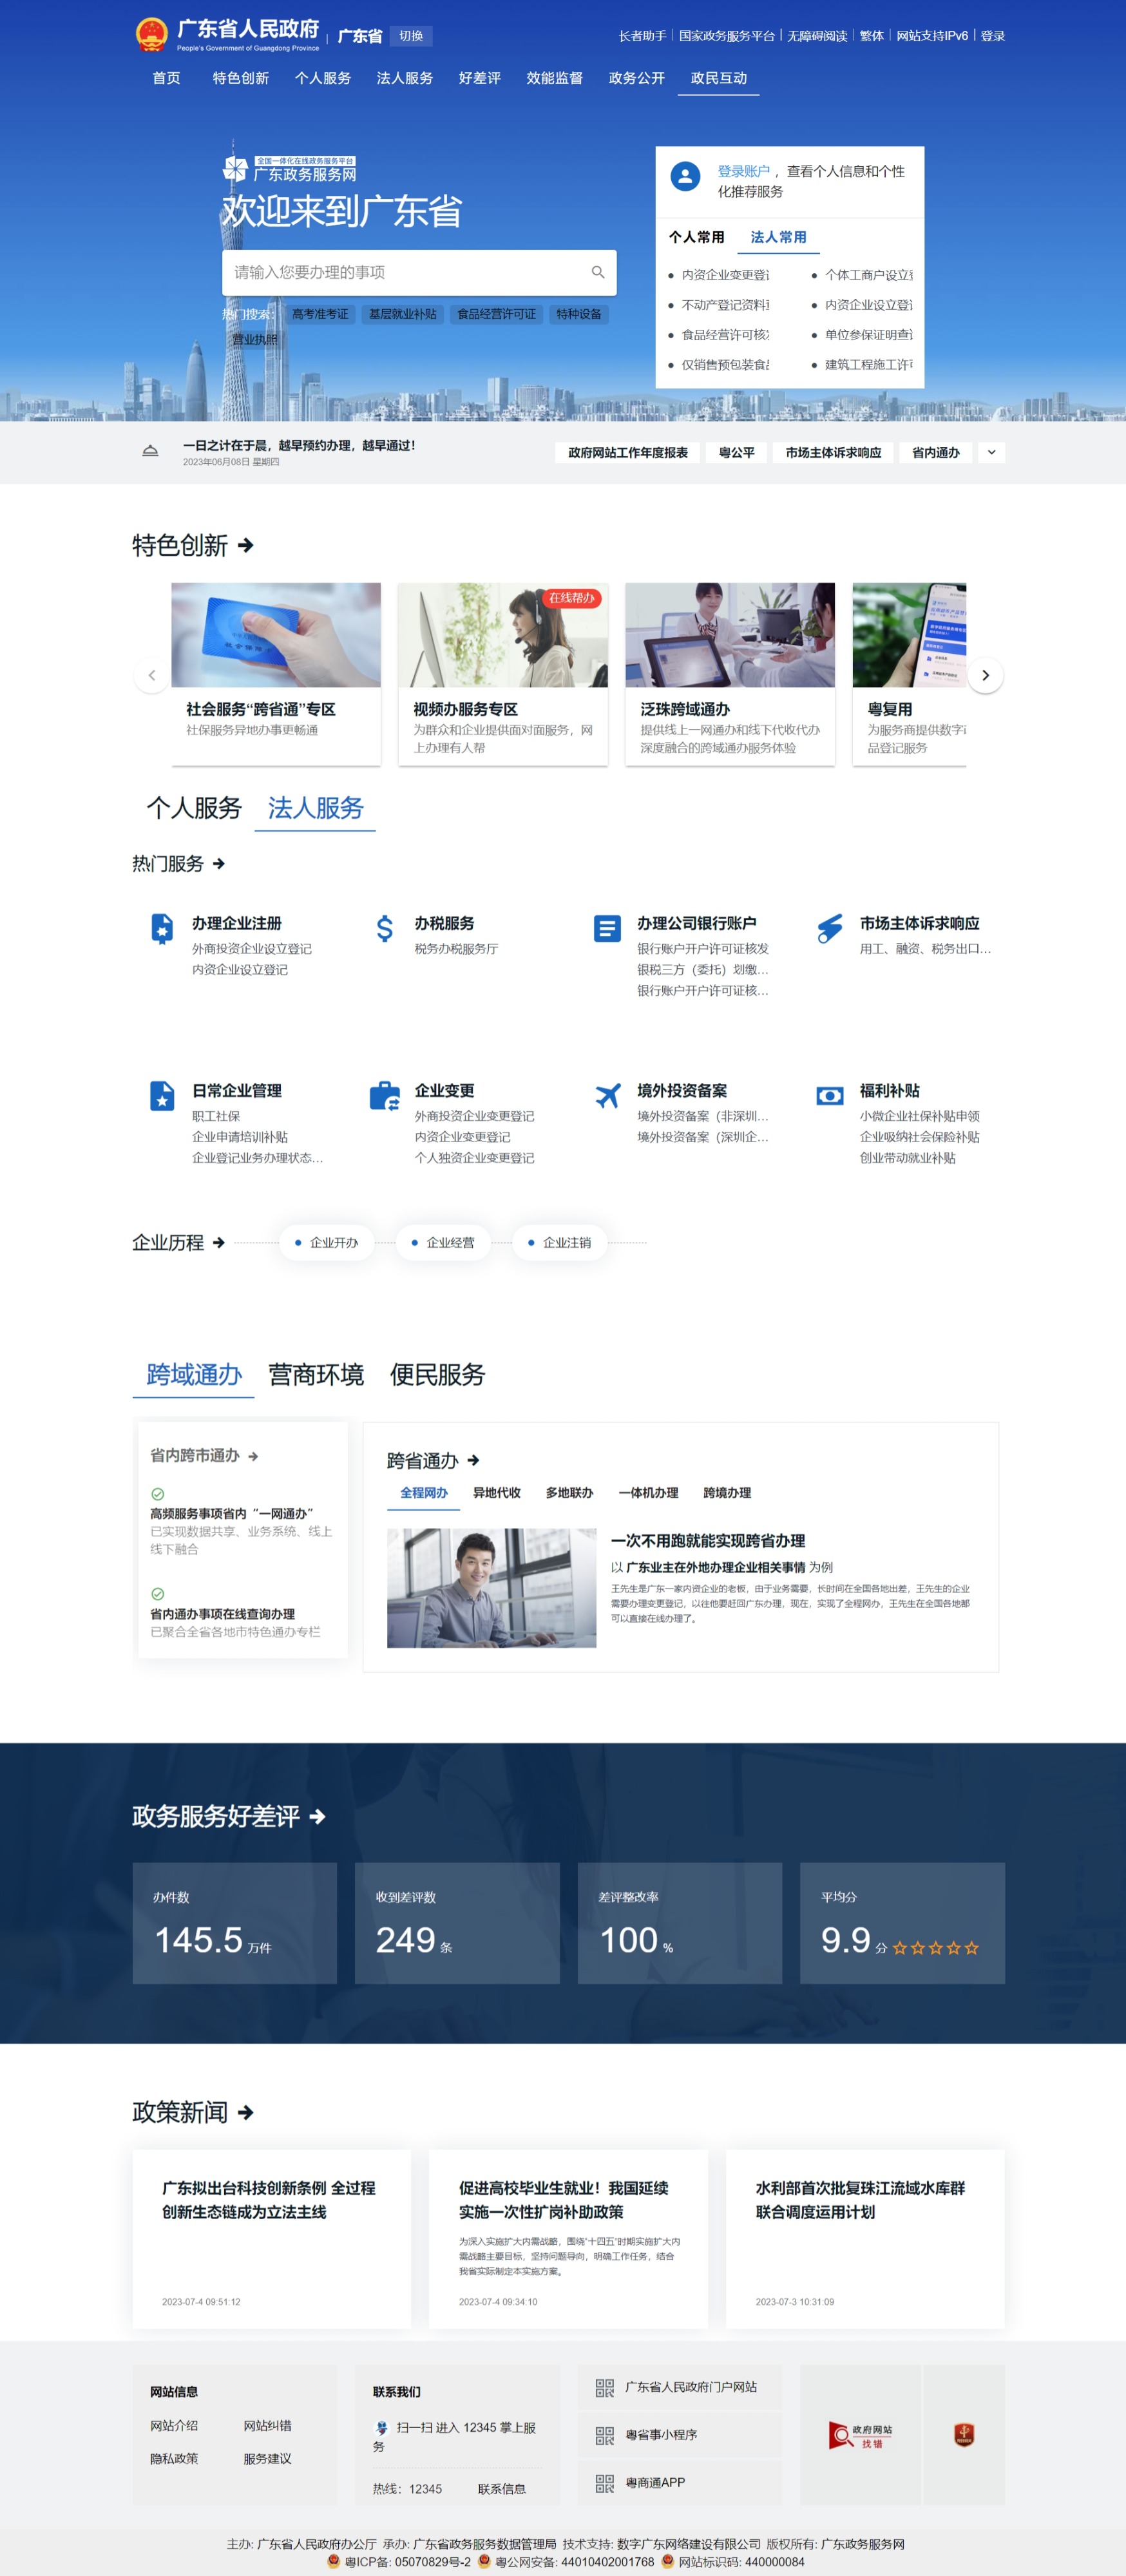 广东省人民政府
People's Government of Guangdong Province
广东省 切换
长者助手 国家政务服务平台 无障碍阅读 繁体 网站支持IPv6 登录
首页 特色创新 个人服务 法人服务 好差评 效能监督 政务公开 政民互动
全国一体化在线政务服务平台
广东政务服务网
欢迎来到广东省
请输入您要办理的事项
热门搜索: 高考准考证 基层就业补贴 食品经营许可证 特种设备
营业执照
登录账户，查看个人信息和个性
化推荐服务
个人常用 法人常用
内资企业变更登 个体工商户设立
不动产登记资料 内资企业设立登
食品经营许可核 单位参保证明查
仅销售预包装食 建筑工程施工许
一日之计在于晨，越早预约办理，越早通过！
2023年06月08日 星期四
政府网站工作年度报表 粤公平 市场主体诉求响应 省内通办
特色创新
在线帮办
社会服务“跨省通”专区
社保服务异地办事更畅通
视频办服务专区
为群众和企业提供面对面服务，网
上办理有人帮
泛珠跨域通办
提供线上一网通办和线下代收代办
深度融合的跨域通办服务体验
粤复用
为服务商提供数字
品登记服务
个人服务 法人服务
热门服务
办理企业注册
外商投资企业设立登记
内资企业设立登记
办税服务
税务办税服务厅
办理公司银行账户
银行账户开户许可证核发
银税三方（委托）划缴...
银行账户开户许可证核...
市场主体诉求响应
用工、融资、税务出口...
日常企业管理
职工社保
企业申请培训补贴
企业登记业务办理状态...
企业变更
外商投资企业变更登记
内资企业变更登记
个人独资企业变更登记
境外投资备案
境外投资备案（非深圳...
境外投资备案（深圳企...
福利补贴
小微企业社保补贴申领
企业吸纳社会保险补贴
创业带动就业补贴
企业历程 企业开办 企业经营 企业注销
跨域通办 营商环境 便民服务
省内跨市通办
高频服务事项省内“一网通办”
已实现数据共享、业务系统、线上
线下融合
省内通办事项在线查询办理
已聚合全省各地市特色通办专栏
跨省通办
全程网办 异地代收 多地联办 一体机办理 跨境办理
一次不用跑就能实现跨省办理
以 广东业主在外地办理企业相关事情 为例
王先生是广东一家内资企业的老板，由于业务需要，长时间在全国各地出差，王先生的企业
需要办理变更登记，以往他要赶回广东办理，现在，实现了全程网办，王先生在全国各地都
可以直接在线办理了。
政务服务好差评
办件数
145.5 万件
收到差评数
249 条
差评整改率
100 %
平均分
9.9 分
政策新闻
广东拟出台科技创新条例 全过程
创新生态链成为立法主线
2023-07-4 09:51:12
促进高校毕业生就业！我国延续
实施一次性扩岗补助政策
为深入实施扩大内需战略，围绕“十四五”时期实施扩大内
需战略主要目标，坚持问题导向，明确工作任务，结合
我省实际制定本实施方案。
2023-07-4 09:34:10
水利部首次批复珠江流域水库群
联合调度运用计划
2023-07-3 10:31:09
网站信息
网站介绍 网站纠错
隐私政策 服务建议
联系我们
扫一扫 进入 12345 掌上服
务
热线：12345 联系信息
广东省人民政府门户网站
粤省事小程序
粤商通APP
政府网站
找错
主办: 广东省人民政府办公厅 承办: 广东省政务服务数据管理局 技术支持: 数字广东网络建设有限公司 版权所有: 广东政务服务网
粤ICP备: 05070829号-2 粤公网安备: 44010402001768 网站标识码: 440000084